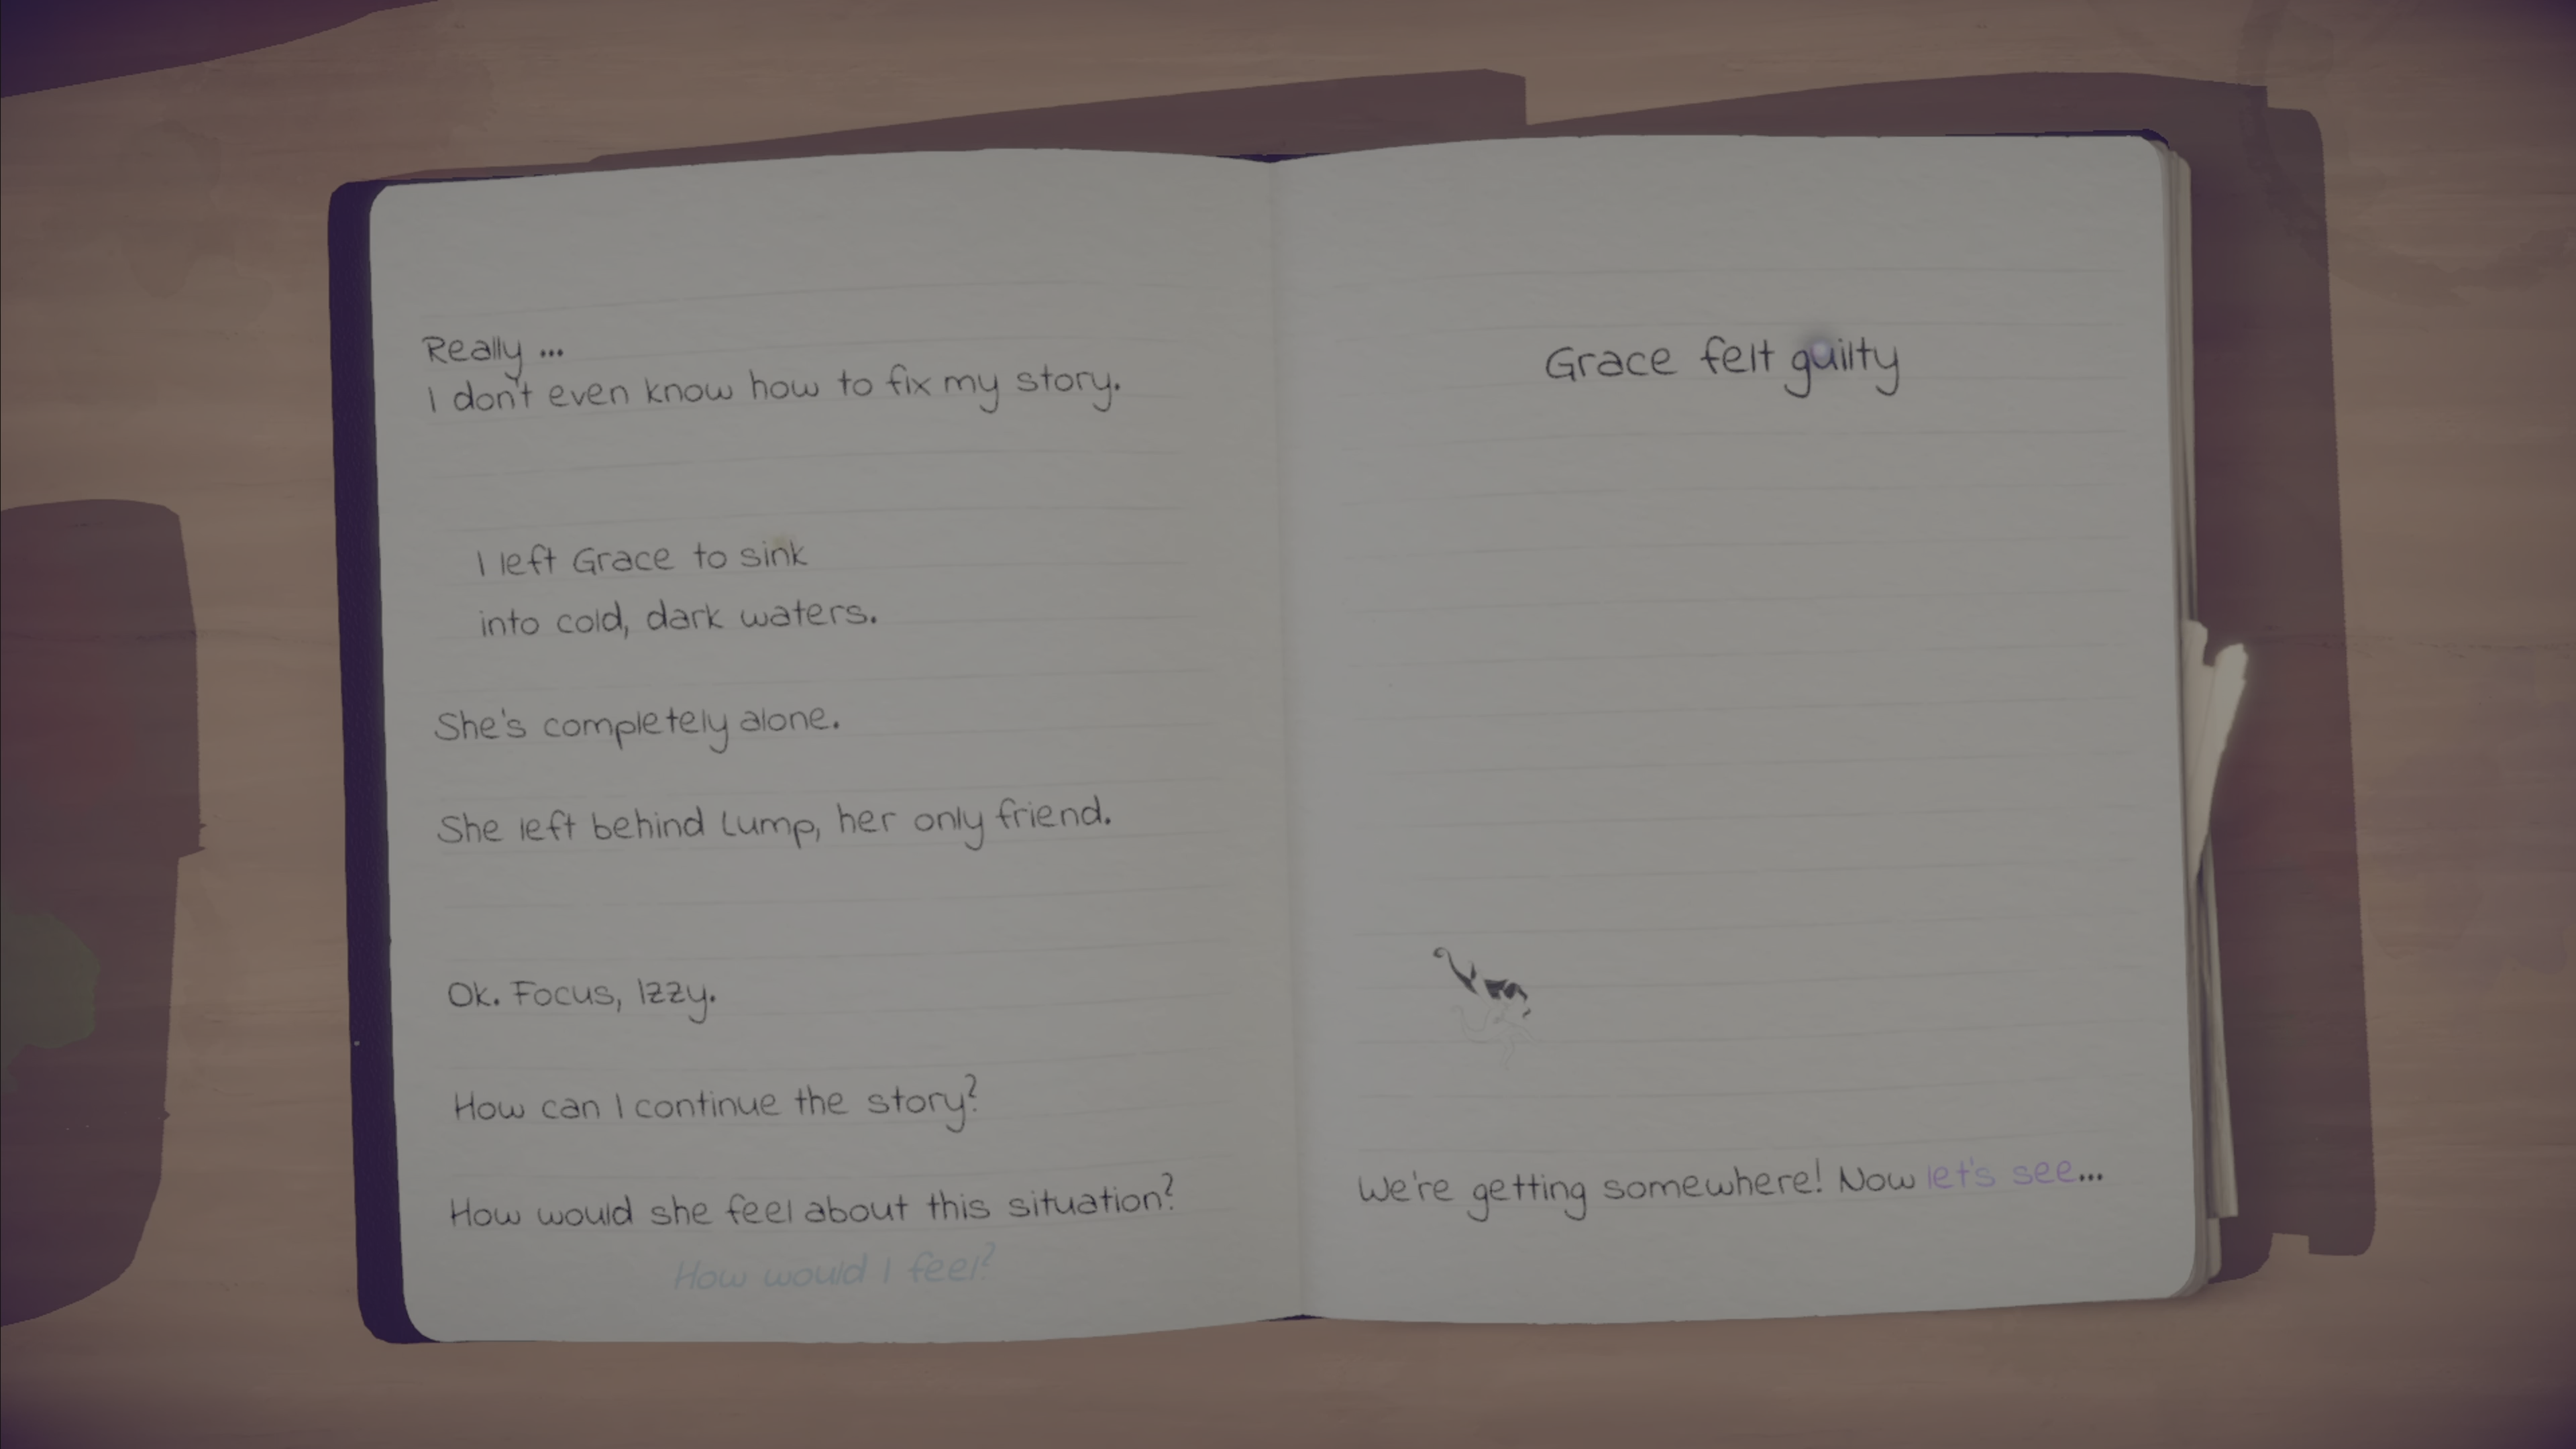 Really ...
I don't even know how to fix my story.
I left Grace to sink
into cold, dark waters.
She's completely alone.
She left behind Lump, her only friend.
Ok. Focus, Izzy.
How can I continue the story?
How would she feel about this situation?
How would I feel?
Grace felt guilty
We're getting somewhere! Now let's see...